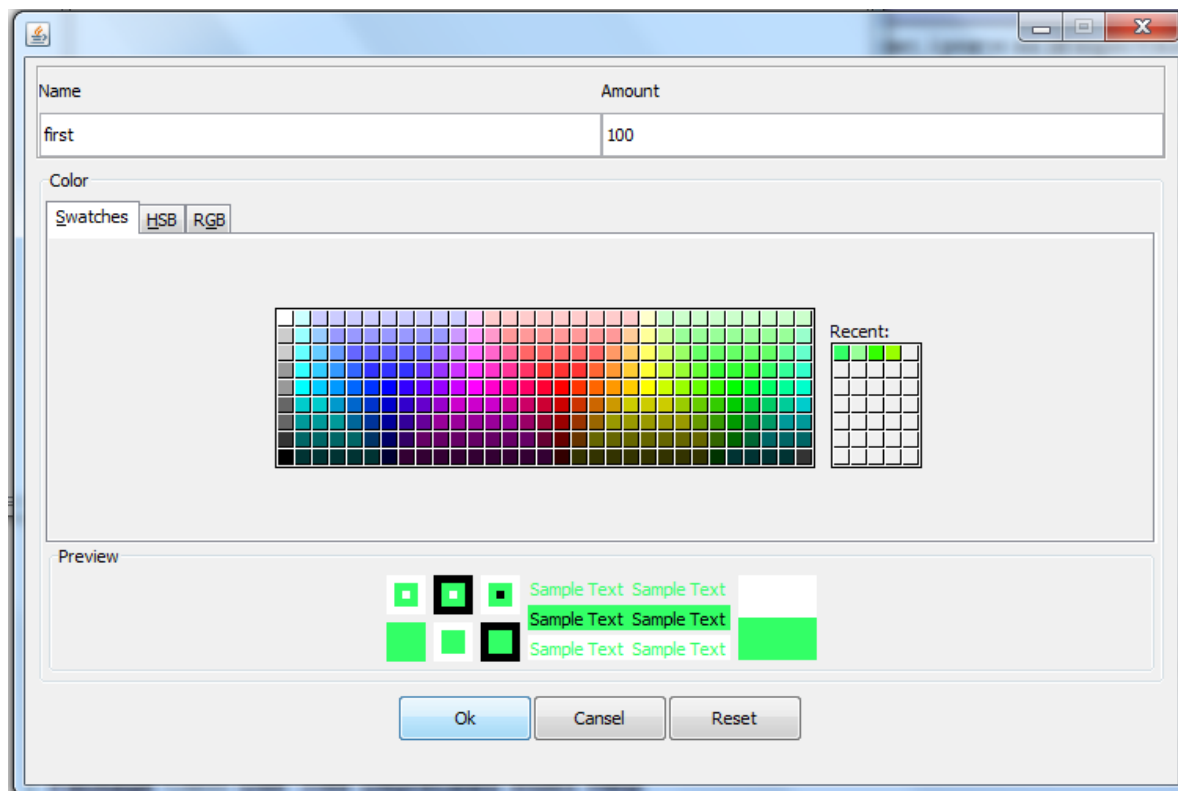 Name Amount
first 100
Color
Swatches HSB RGB
Recent:
Preview
Sample Text Sample Text
Sample Text Sample Text
Sample Text Sample Text
Ok Cansel Reset